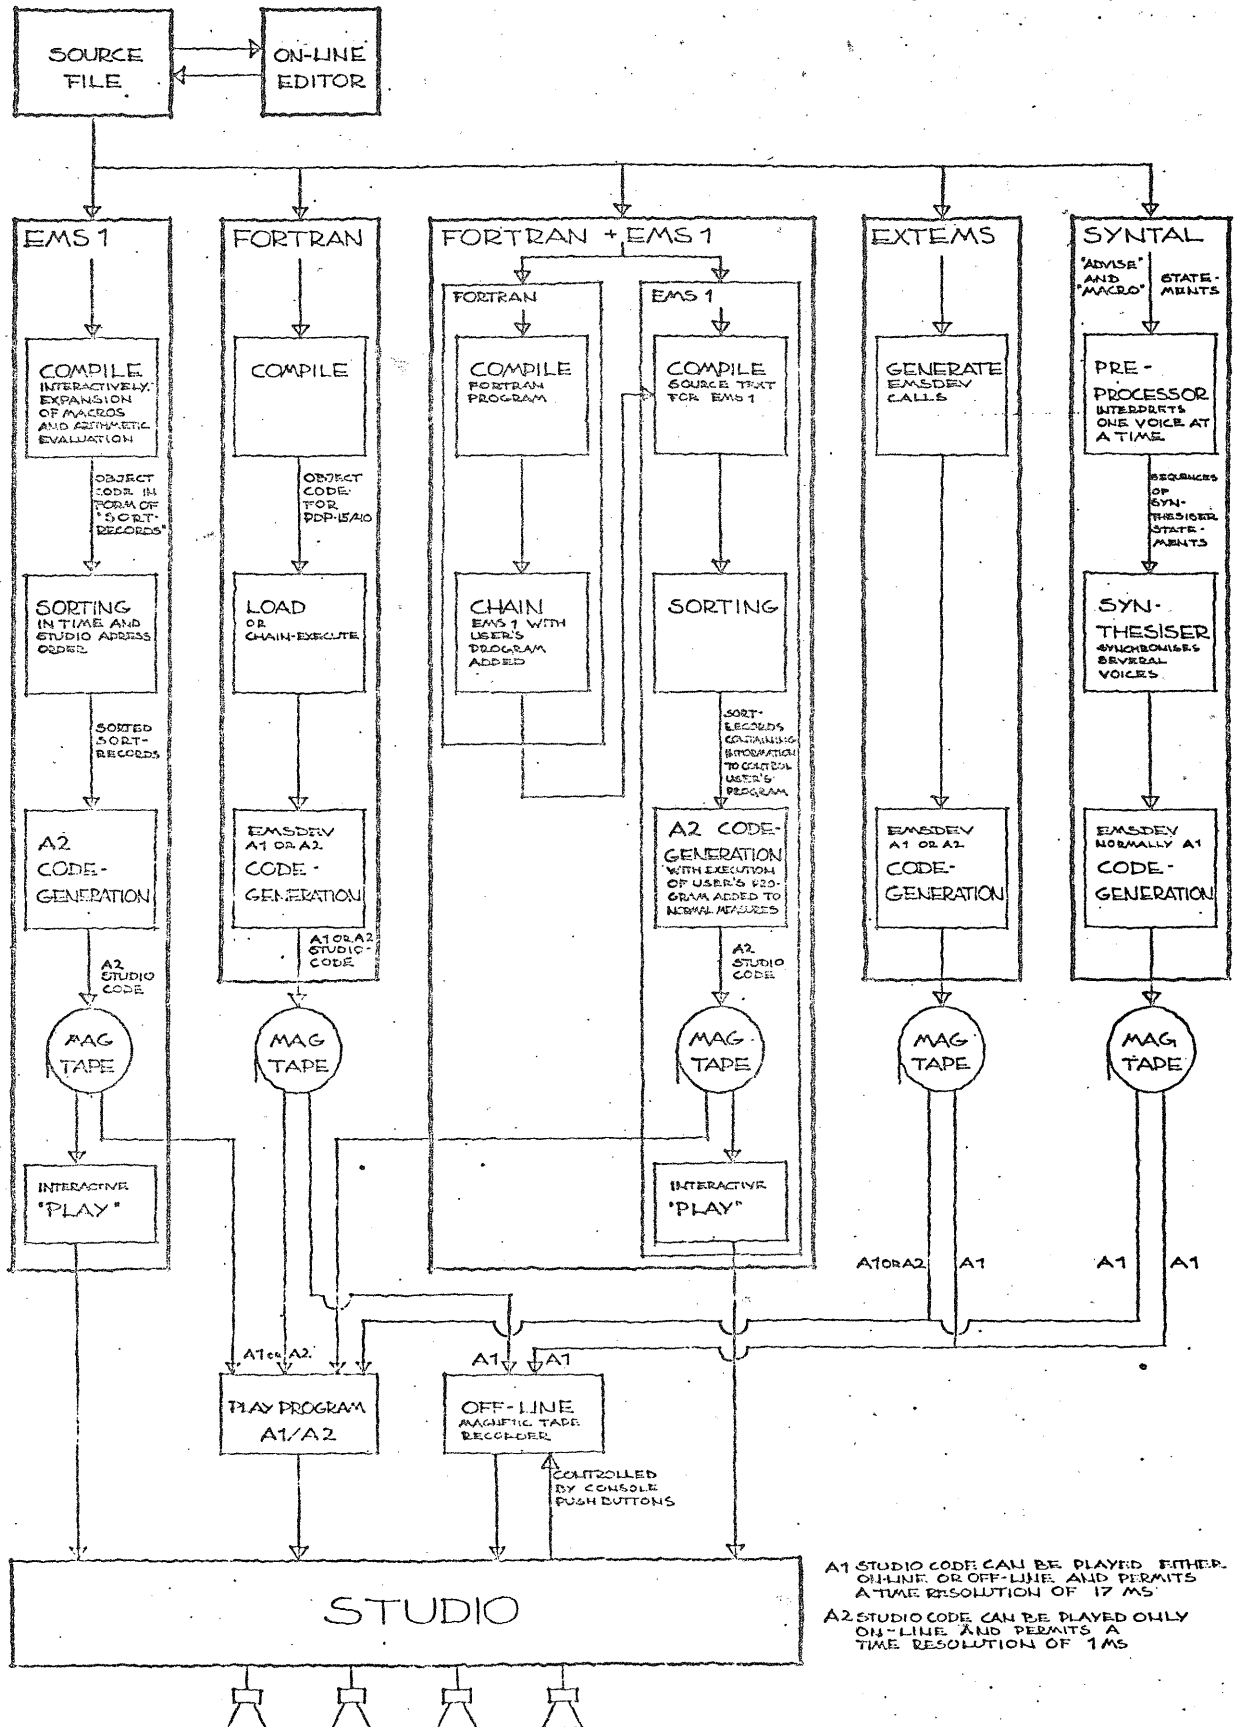 SOURCE
FILE
ON-LINE
EDITOR
EMS 1
COMPILE
INTERACTIVELY.
EXPANSION
OF MACROS
AND ARITHMETIC
EVALUATION
OBJECT
CODE IN
FORM OF
"SORT-
RECORDS"
SORTING
IN TIME AND
STUDIO ADRESS
ORDER
SORTED
SORT-
RECORDS
A2
CODE-
GENERATION
A2
STUDIO
CODE
MAG
TAPE
INTERACTIVE
"PLAY"
FORTRAN
COMPILE
OBJECT
CODE
FOR
PDP-15/40
LOAD
OR
CHAIN-EXECUTE
EMSDEV
A1 OR A2
CODE-
GENERATION
A1 OR A2
STUDIO-
CODE
MAG
TAPE
FORTRAN + EMS 1
FORTRAN
COMPILE
FORTRAN
PROGRAM
CHAIN
EMS 1 WITH
USER'S
PROGRAM
ADDED
EMS 1
COMPILE
SOURCE TEXT
FOR EMS 1
SORTING
SORT-
RECORDS
CONTAINING
INFORMATION
TO CONTROL
USER'S
PROGRAM
A2 CODE-
GENERATION
WITH EXECUTION
OF USER'S PRO-
GRAM ADDED TO
NORMAL MEASURES
A2
STUDIO
CODE
MAG
TAPE
INTERACTIVE
"PLAY"
EXTEMS
GENERATE
EMSDEV
CALLS
EMSDEV
A1 OR A2
CODE-
GENERATION
MAG
TAPE
A1 OR A2
A1
SYNTAL
"ADVISE"
AND
"MACRO"
STATE-
MENTS
PRE-
PROCESSOR
INTERPRETS
ONE VOICE AT
A TIME
SEQUENCES
OF
SYN-
THESISER
STATE-
MENTS
SYN-
THESISER
SYNCHRONISES
SEVERAL
VOICES
EMSDEV
NORMALLY A1
CODE-
GENERATION
MAG
TAPE
A1
A1
A1 or A2
A1
A1
PLAY PROGRAM
A1/A2
OFF-LINE
MAGNETIC TAPE
RECORDER
CONTROLLED
BY CONSOLE
PUSH BUTTONS
STUDIO
A1 STUDIO CODE CAN BE PLAYED EITHER
ON-LINE OR OFF-LINE AND PERMITS
A TIME RESOLUTION OF 17 MS
A2 STUDIO CODE CAN BE PLAYED ONLY
ON-LINE AND PERMITS A
TIME RESOLUTION OF 1 MS